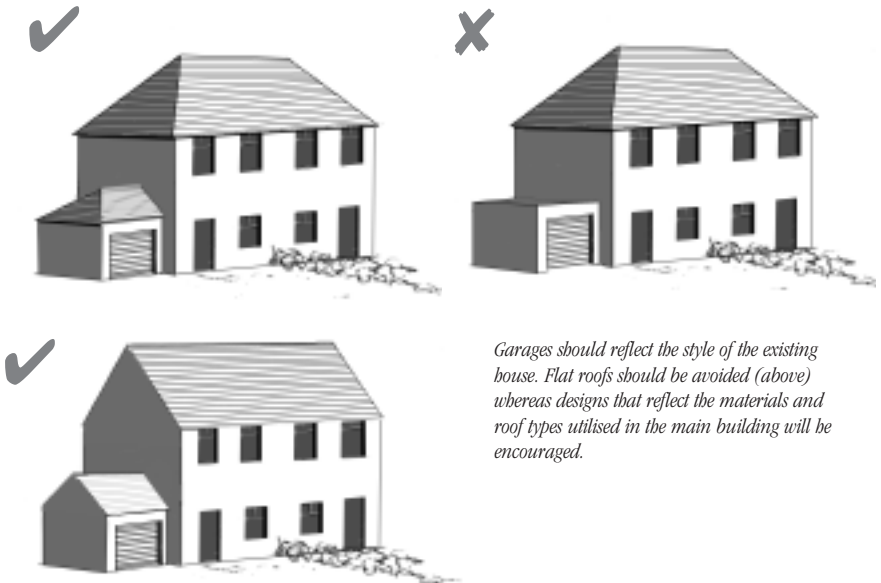 Garages should reflect the style of the existing
house. Flat roofs should be avoided (above)
whereas designs that reflect the materials and
roof types utilised in the main building will be
encouraged.